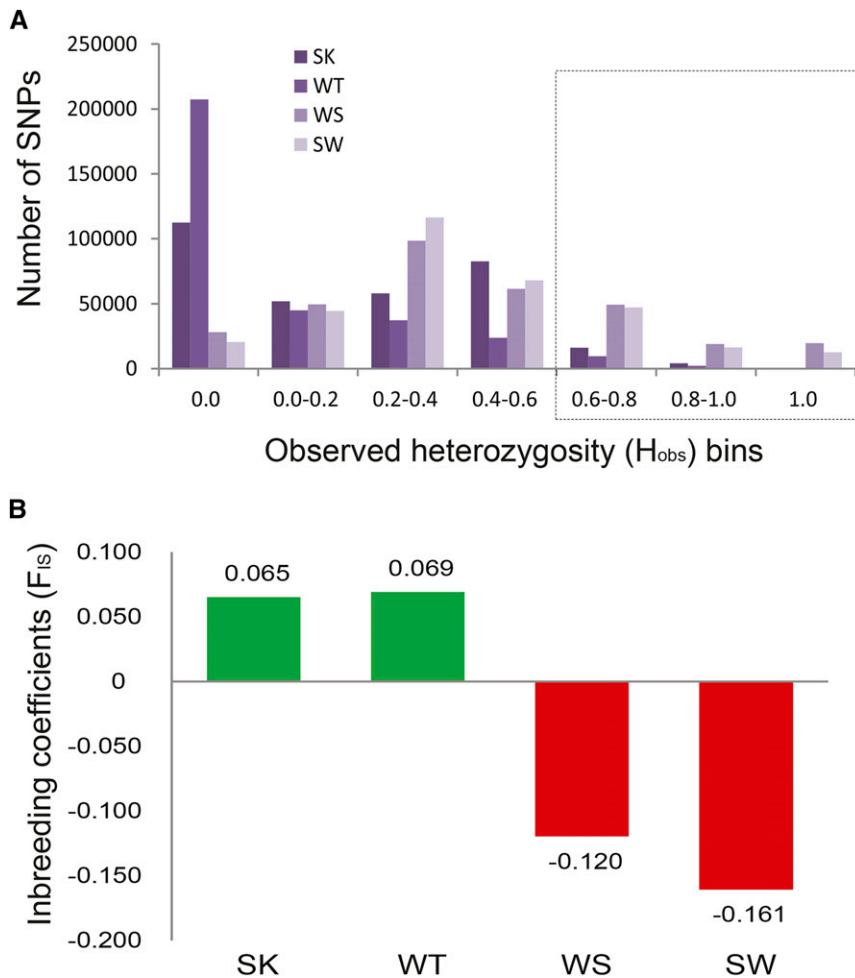 A
Number of SNPs
250000
200000
150000
100000
50000
0
SK
WT
WS
SW
0.0 0.0-0.2 0.2-0.4 0.4-0.6 0.6-0.8 0.8-1.0 1.0
Observed heterozygosity (Hobs) bins
B
Inbreeding coefficients (FIS)
0.100
0.050
0
-0.050
-0.100
-0.150
-0.200
0.065
0.069
-0.120
-0.161
SK WT WS SW